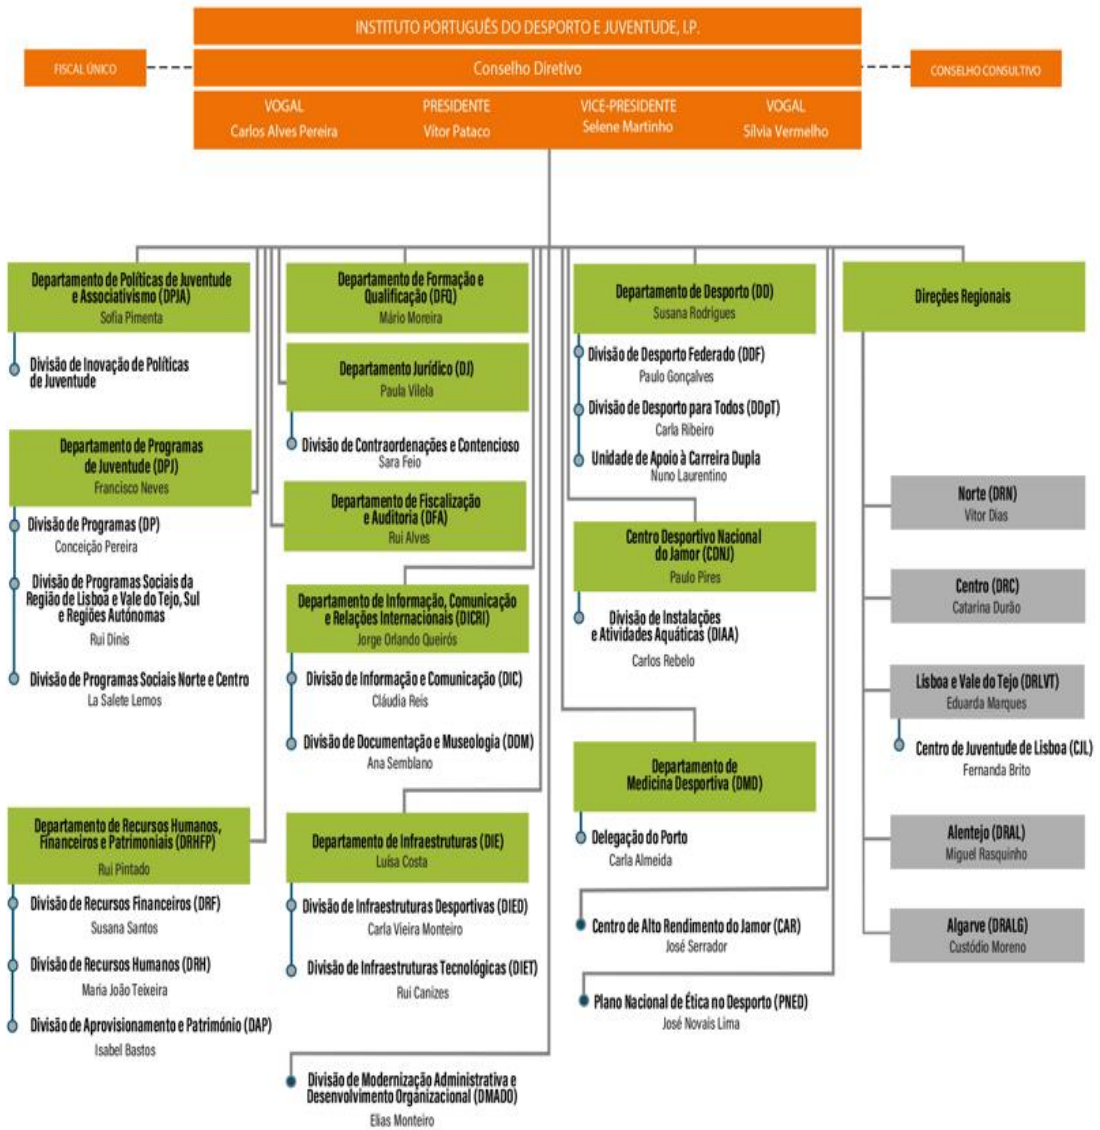 INSTITUTO PORTUGUÊS DO DESPORTO E JUVENTUDE, I.P.
FISCAL ÚNICO
Conselho Diretivo
CONSELHO CONSULTIVO
VOGAL
Carlos Alves Pereira
PRESIDENTE
Vítor Pataco
VICE-PRESIDENTE
Selene Martinho
VOGAL
Sílvia Vermelho
Departamento de Políticas de Juventude
e Associativismo (DPJA)
Sofia Pimenta
Divisão de Inovação de Políticas
de Juventude
Departamento de Programas
de Juventude (DPJ)
Francisco Neves
Divisão de Programas (DP)
Conceição Pereira
Divisão de Programas Sociais da
Região de Lisboa e Vale do Tejo, Sul
e Regiões Autónomas
Rui Dinis
Divisão de Programas Sociais Norte e Centro
La Salete Lemos
Departamento de Recursos Humanos,
Financeiros e Patrimoniais (DRHFP)
Rui Pintado
Divisão de Recursos Financeiros (DRF)
Susana Santos
Divisão de Recursos Humanos (DRH)
Maria João Teixeira
Divisão de Aprovisionamento e Património (DAP)
Isabel Bastos
Departamento de Formação e
Qualificação (DFQ)
Mário Moreira
Departamento Jurídico (DJ)
Paula Vilela
Divisão de Contraordenações e Contencioso
Sara Feio
Departamento de Fiscalização
e Auditoria (DFA)
Rui Alves
Departamento de Informação, Comunicação
e Relações Internacionais (DICRI)
Jorge Orlando Queirós
Divisão de Informação e Comunicação (DIC)
Cláudia Reis
Divisão de Documentação e Museologia (DDM)
Ana Semblano
Departamento de Infraestruturas (DIE)
Luísa Costa
Divisão de Infraestruturas Desportivas (DIED)
Carla Vieira Monteiro
Divisão de Infraestruturas Tecnológicas (DIET)
Rui Canizes
Divisão de Modernização Administrativa e
Desenvolvimento Organizacional (DMADO)
Elias Monteiro
Departamento de Desporto (DD)
Susana Rodrigues
Divisão de Desporto Federado (DDF)
Paulo Gonçalves
Divisão de Desporto para Todos (DDpT)
Carla Ribeiro
Unidade de Apoio à Carreira Dupla
Nuno Laurentino
Centro Desportivo Nacional
do Jamor (CDNJ)
Paulo Pires
Divisão de Instalações
e Atividades Aquáticas (DIAA)
Carlos Rebelo
Departamento de
Medicina Desportiva (DMD)
Delegação do Porto
Carla Almeida
Centro de Alto Rendimento do Jamor (CAR)
José Serrador
Plano Nacional de Ética no Desporto (PNED)
José Novais Lima
Direções Regionais
Norte (DRN)
Vitor Dias
Centro (DRC)
Catarina Durão
Lisboa e Vale do Tejo (DRLVT)
Eduarda Marques
Centro de Juventude de Lisboa (CJL)
Fernanda Brito
Alentejo (DRAL)
Miguel Rasquinho
Algarve (DRALG)
Custódio Moreno